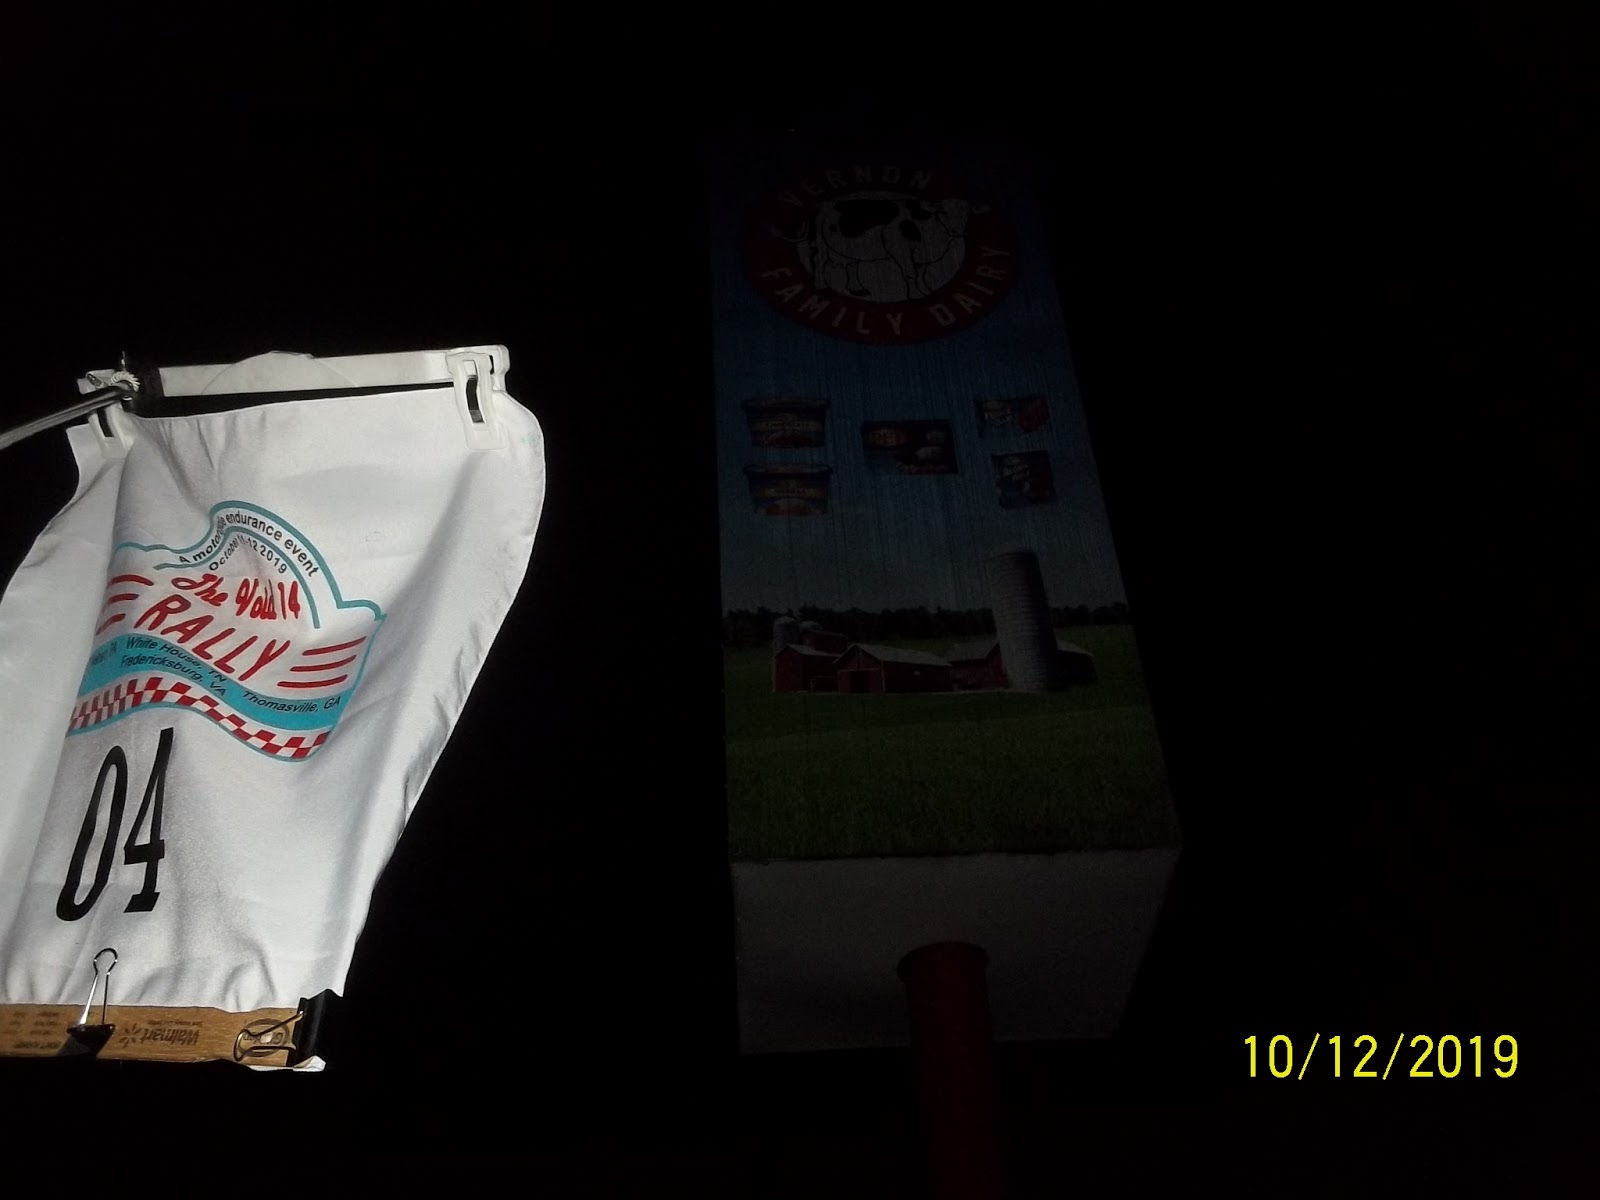 A motorcycle endurance event
October 11-12 2019
The Void 14
RALLY
White House, TN
Fredericksburg, VA
Thomasville, GA
04
Walmart
VERNON
FAMILY DAIRY
10/12/2019